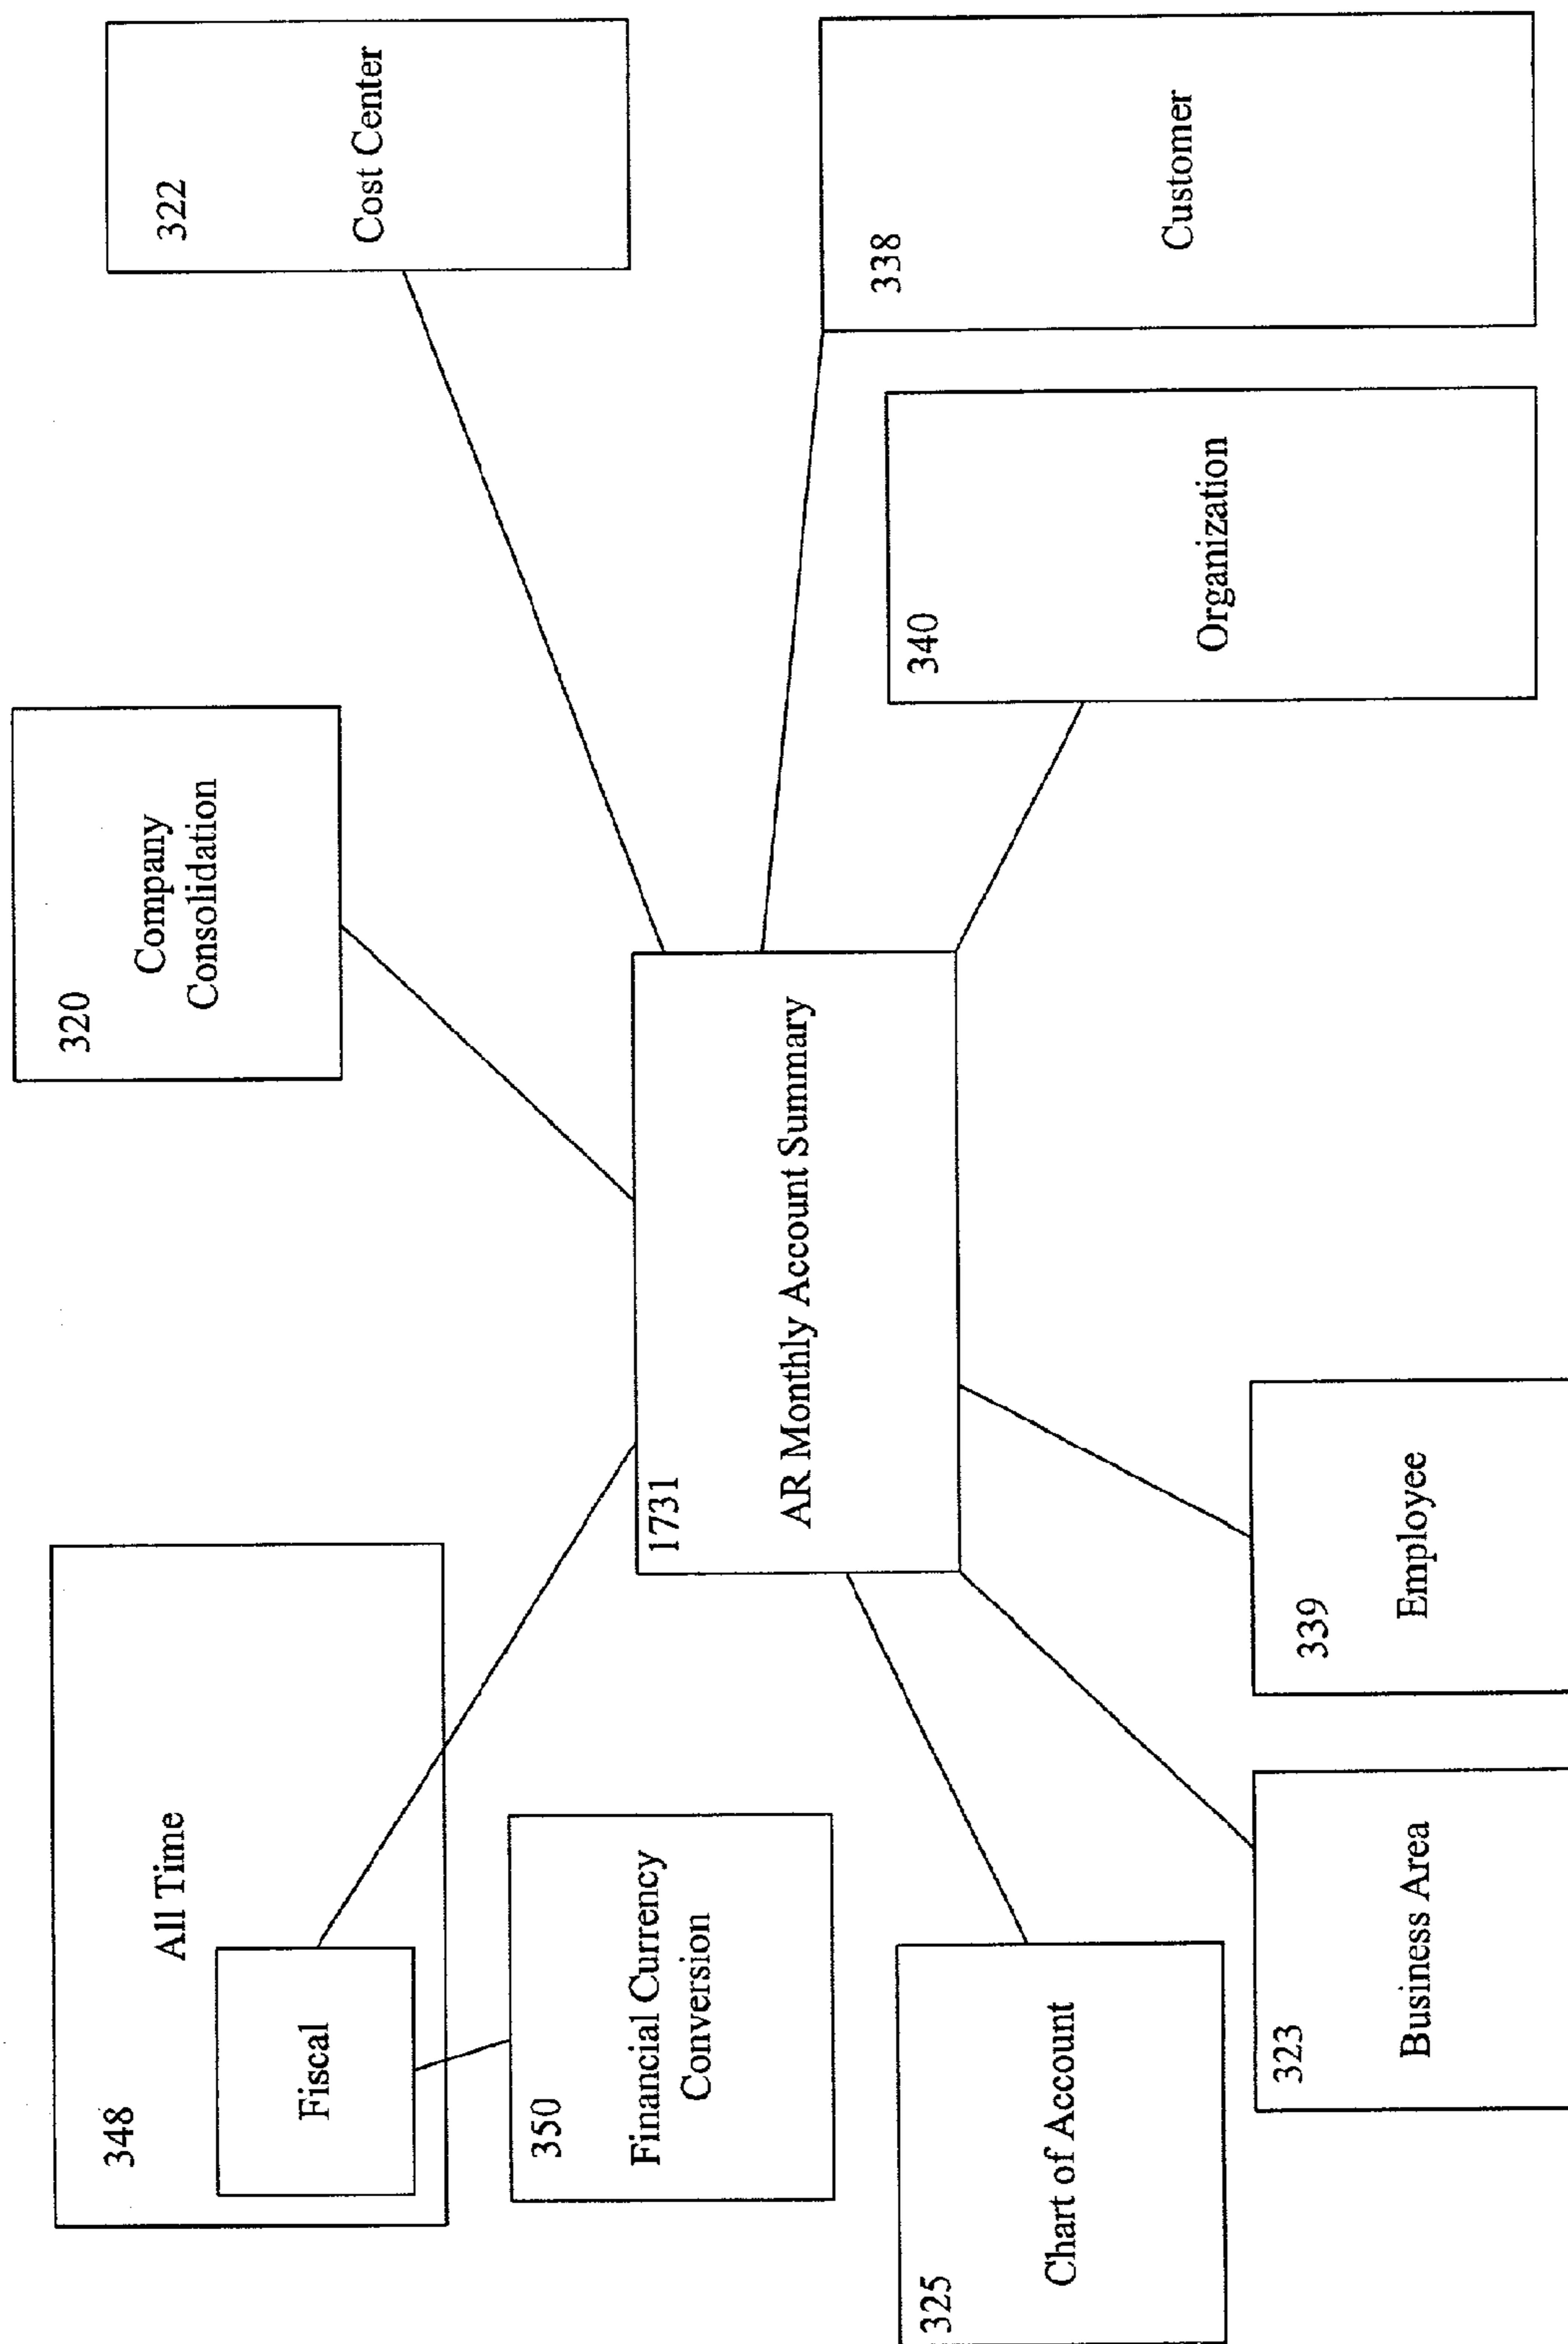 348
All Time
Fiscal
320
Company
Consolidation
322
Cost Center
350
Financial Currency
Conversion
1731
AR Monthly Account Summary
338
Customer
325
Chart of Account
340
Organization
323
Business Area
339
Employee